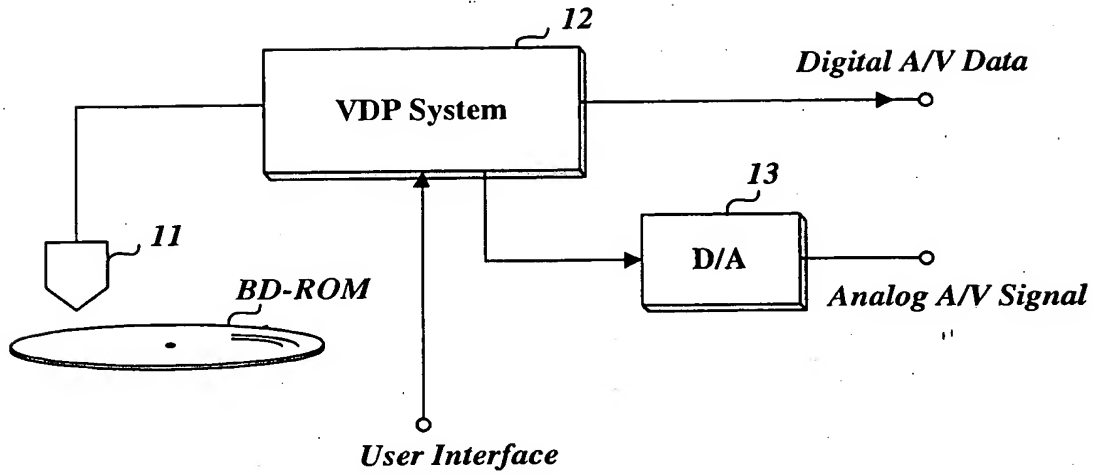 12
VDP System
Digital A/V Data
13
D/A
11
BD-ROM
Analog A/V Signal
User Interface